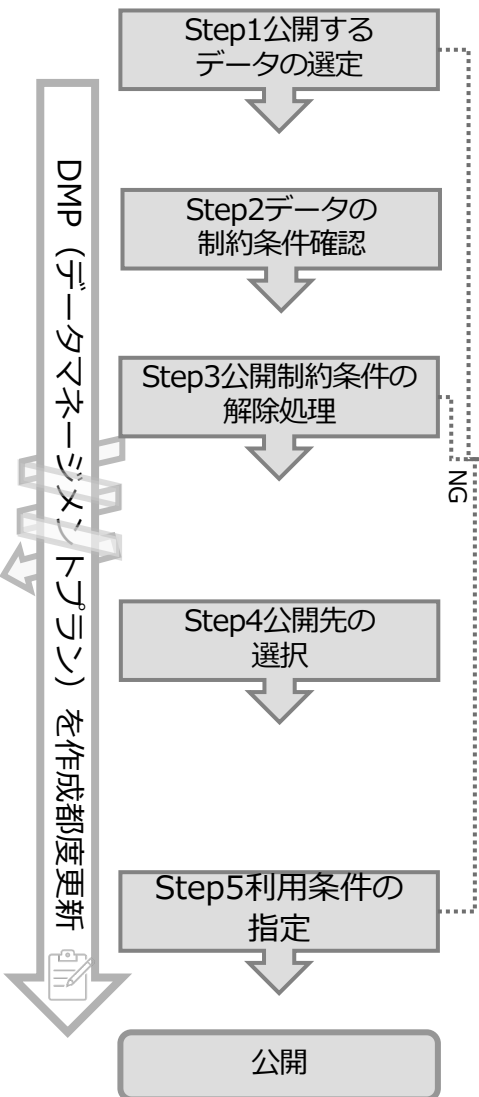 Step1公開する
データの選定
Step2データの
制約条件確認
Step3公開制約条件の
解除処理
NG
Step4公開先の
選択
Step5利用条件の
指定
公開
DMP（データマネージメントプラン）を作成都度更新